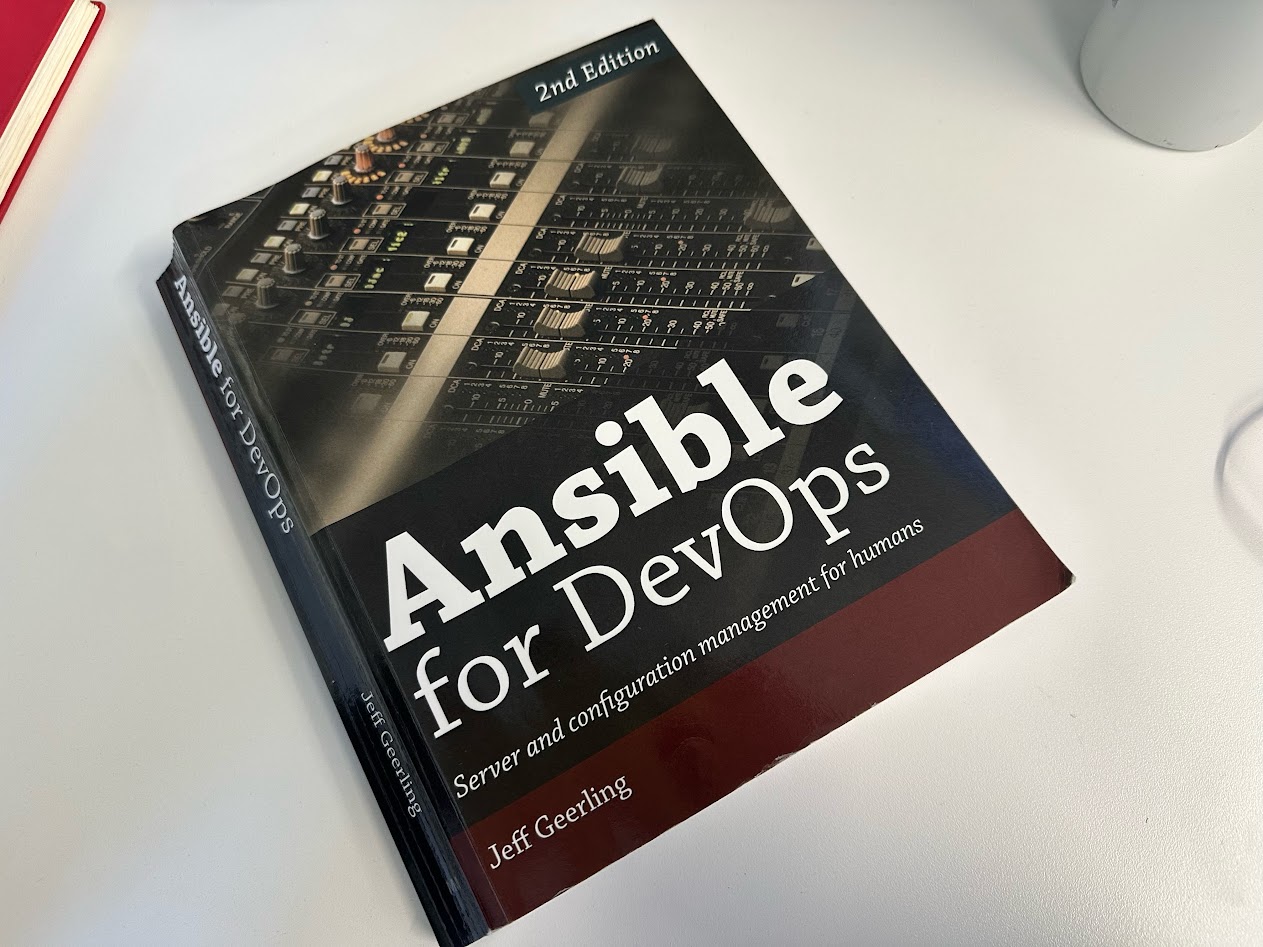 2nd Edition
Ansible
for DevOps
Server and configuration management for humans
Jeff Geerling
Ansible for DevOps
Jeff Geerling